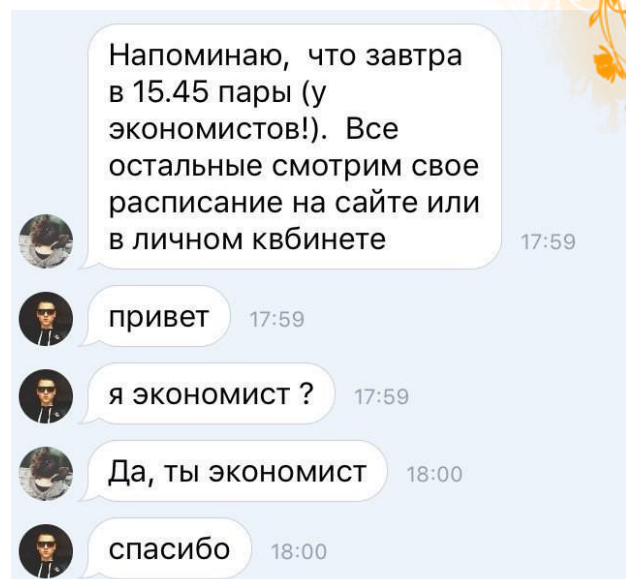 Напоминаю,  что завтра
в 15.45 пары (у
экономистов!).  Все
остальные смотрим свое
расписание на сайте или
в личном квбинете 17:59
привет 17:59
я экономист ? 17:59
Да, ты экономист 18:00
спасибо 18:00